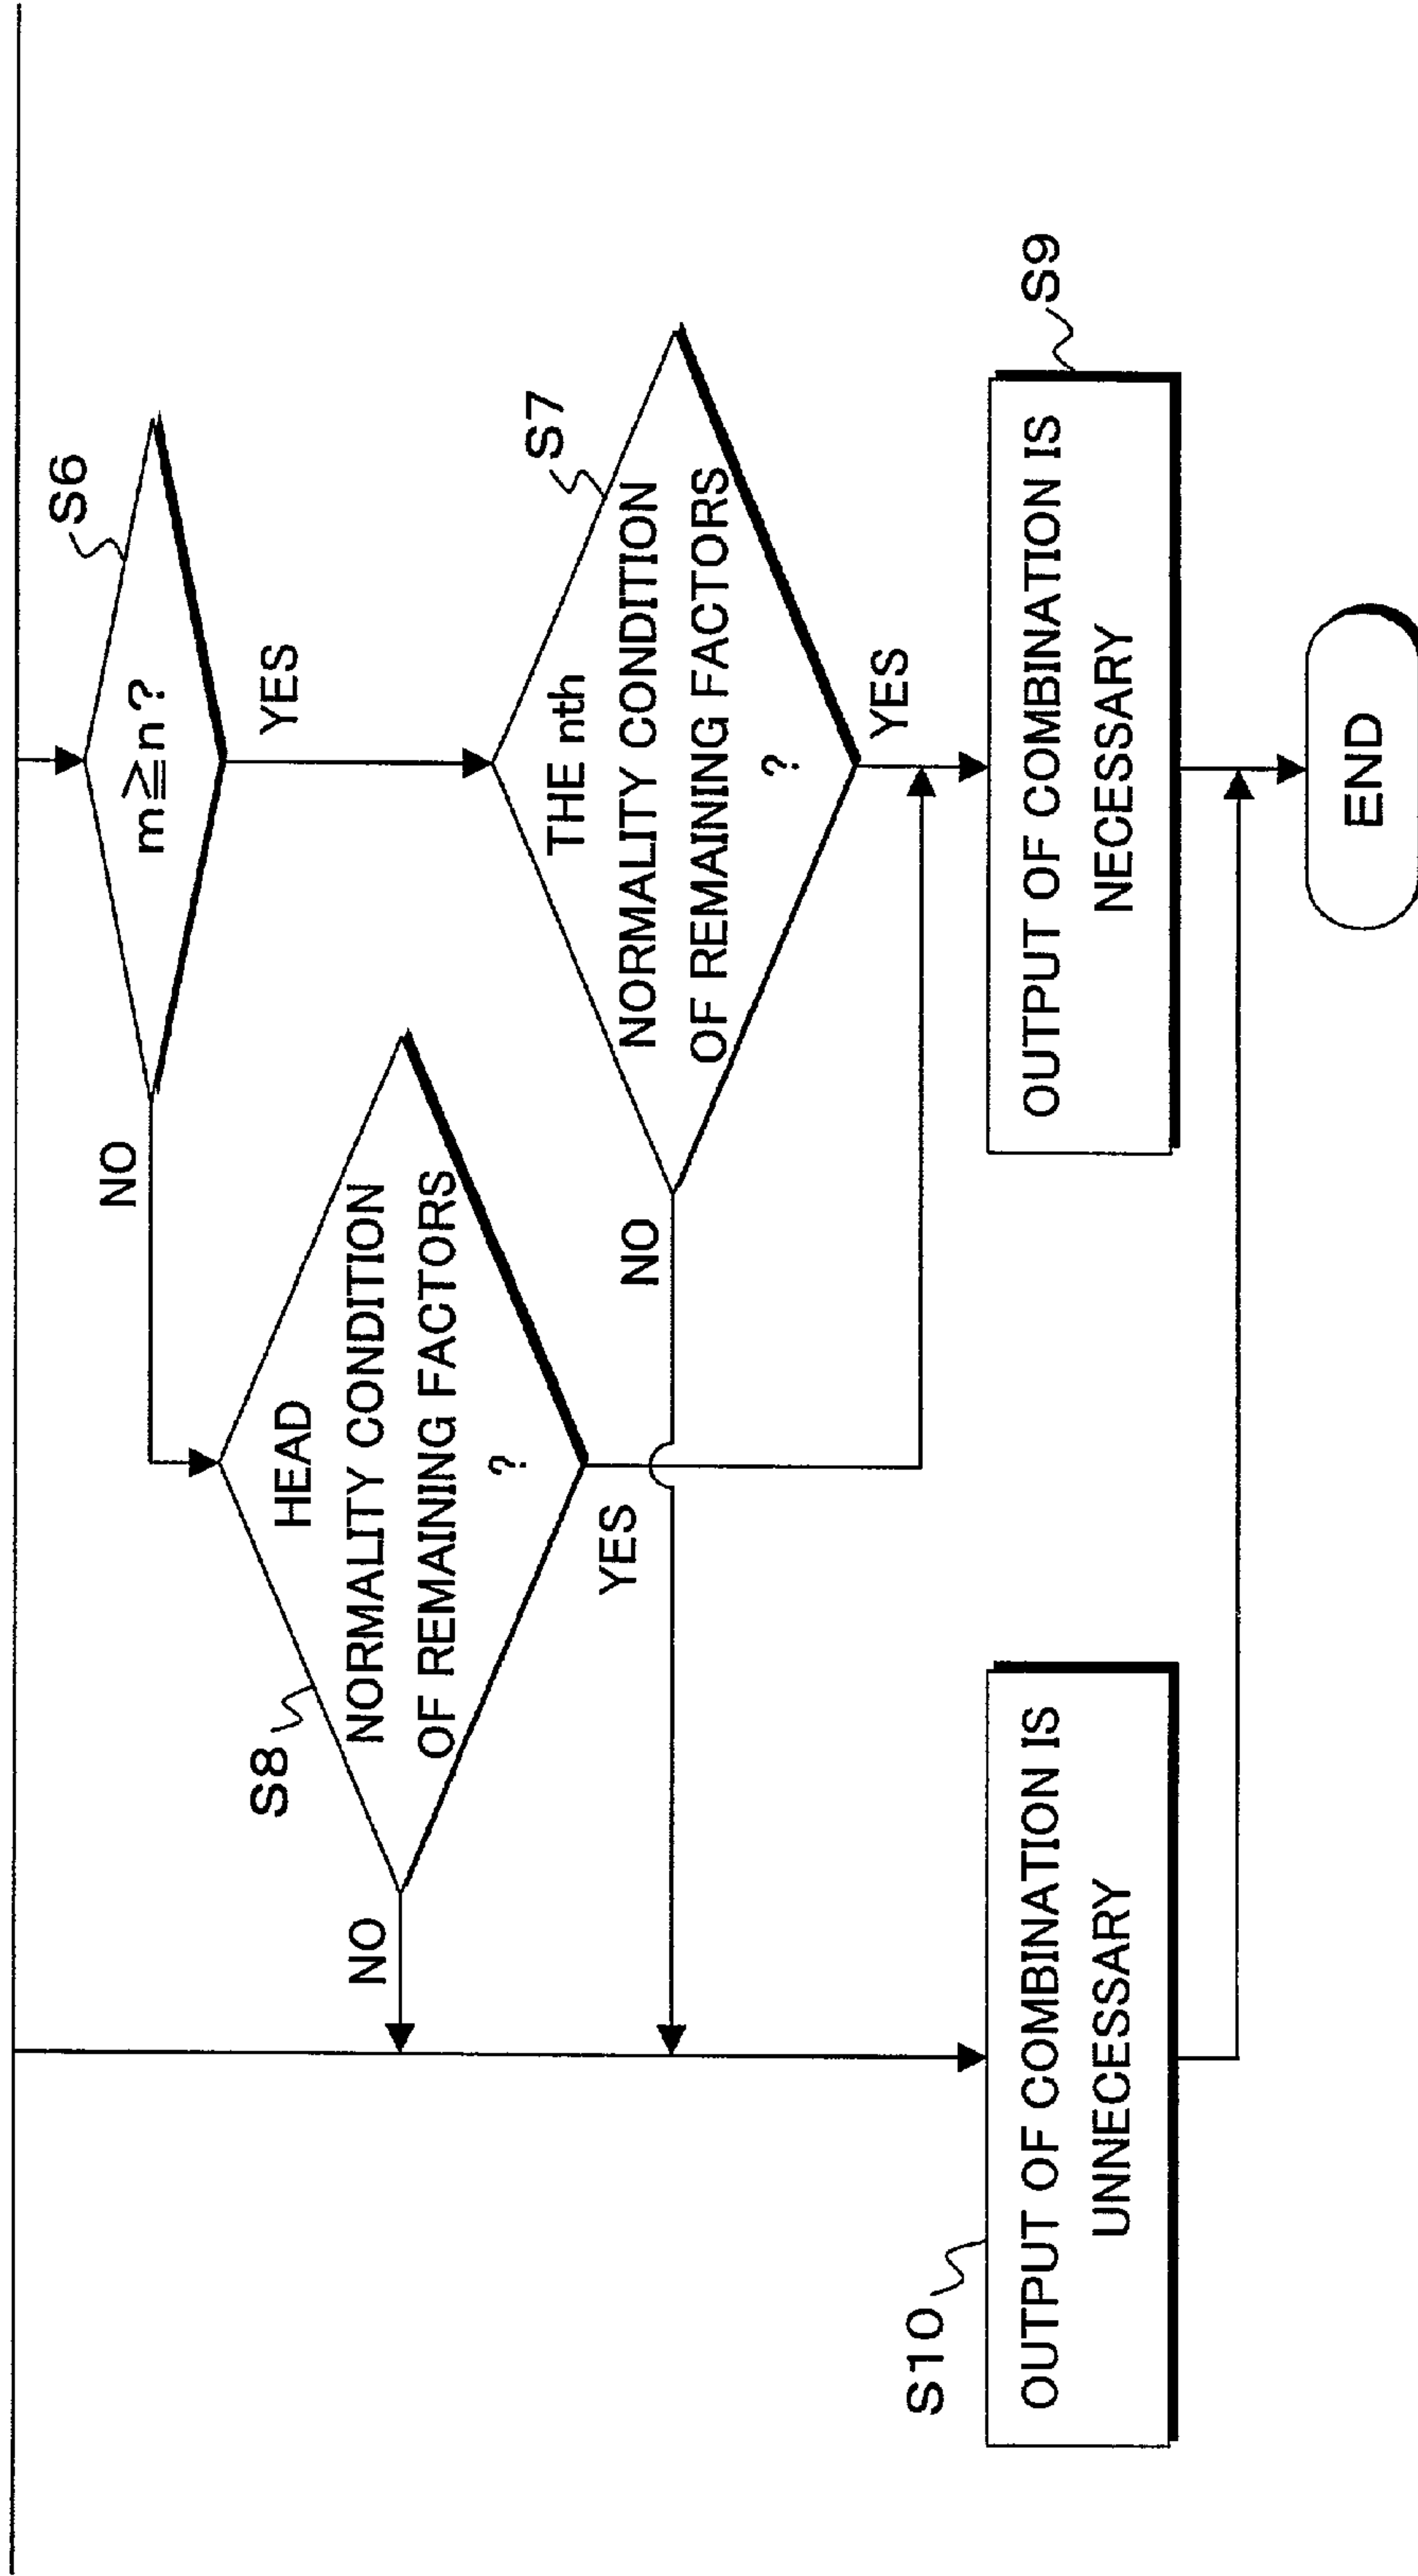 S6
m≧n?
NO
YES
S8
HEAD
NORMALITY CONDITION
OF REMAINING FACTORS
?
NO
YES
S7
THE nth
NORMALITY CONDITION
OF REMAINING FACTORS
?
NO
YES
S10
OUTPUT OF COMBINATION IS
UNNECESSARY
S9
OUTPUT OF COMBINATION IS
NECESSARY
END